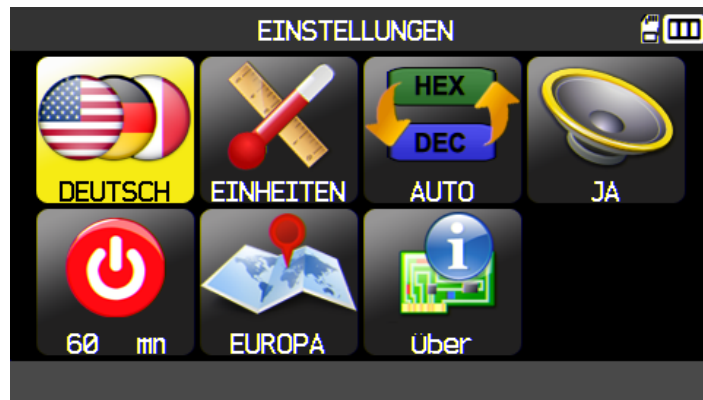 EINSTELLUNGEN
HEX
DEC
DEUTSCH
EINHEITEN
AUTO
JA
60 mn
EUROPA
Über